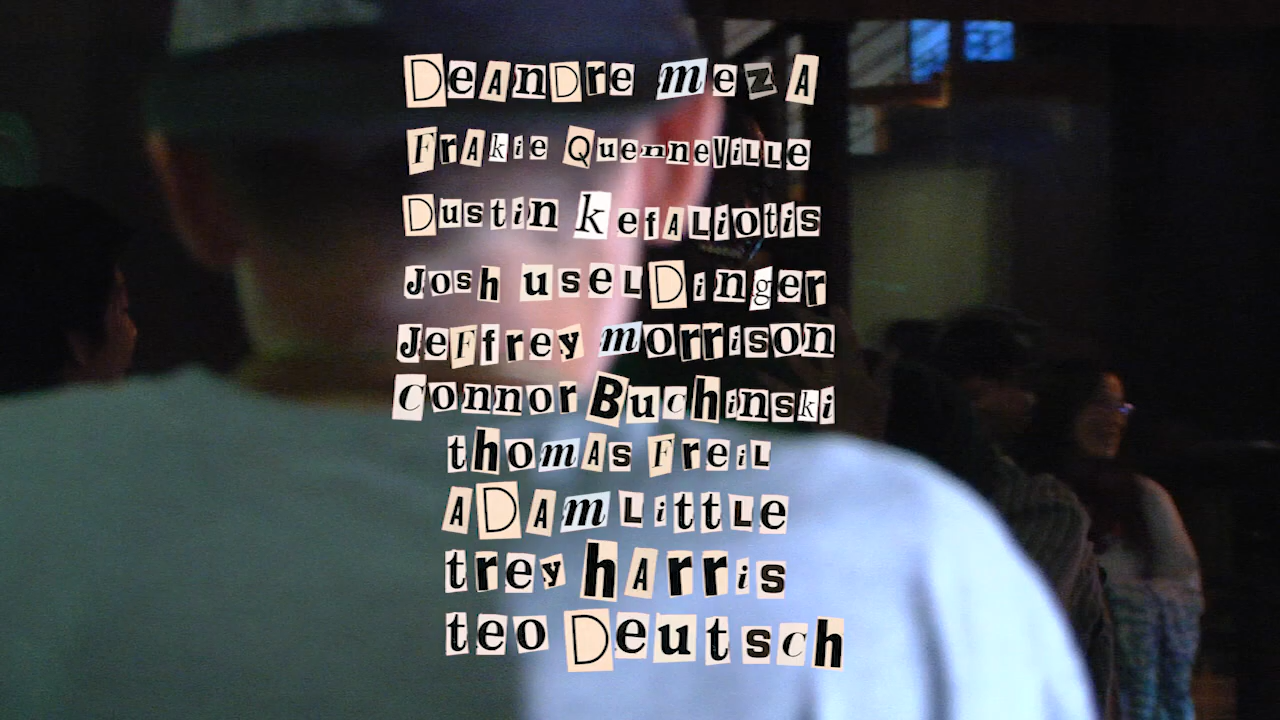 DeAnDre mezA
FrAkie QuenneViLLe
Dustin kefALiotis
Josh useLDinger
JeFfrey morrison
Connor Buchinski
thomAs FreiL
ADAm LittLe
trey hArris
teo Deutsch